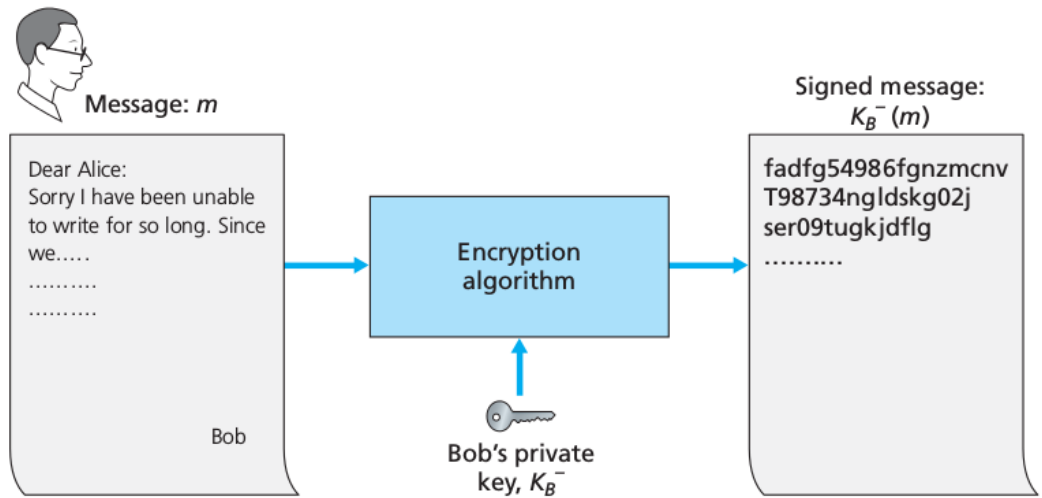 Message: m
Dear Alice:
Sorry I have been unable
to write for so long. Since
we.....
..........
..........
Bob
Encryption
algorithm
Bob's private
key, K_B^-
Signed message:
K_B^- (m)
fadfg54986fgnzmcnv
T98734ngldskg02j
ser09tugkjdflg
..........